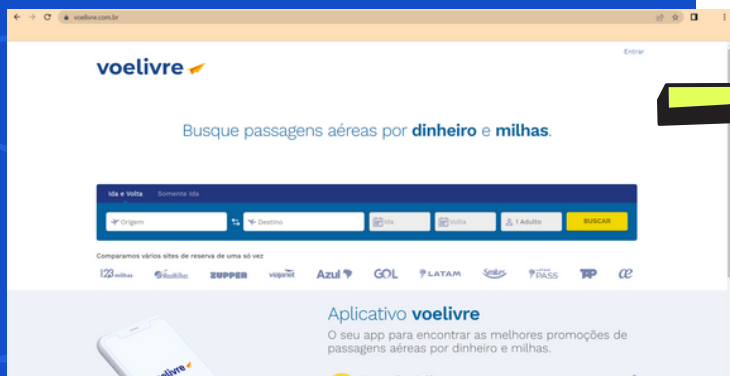 voelivre.com.br
Entrar
voelivre
Busque passagens aéreas por dinheiro e milhas.
Ida e Volta Somente Ida
Origem Destino Ida Volta 1 Adulto BUSCAR
Comparamos vários sites de reserva de uma só vez
123 milhas MaxMilhas ZUPPER viajanet Azul GOL LATAM Smiles LATAM PASS TAP
Aplicativo voelivre
O seu app para encontrar as melhores promoções de
passagens aéreas por dinheiro e milhas.
voelivre